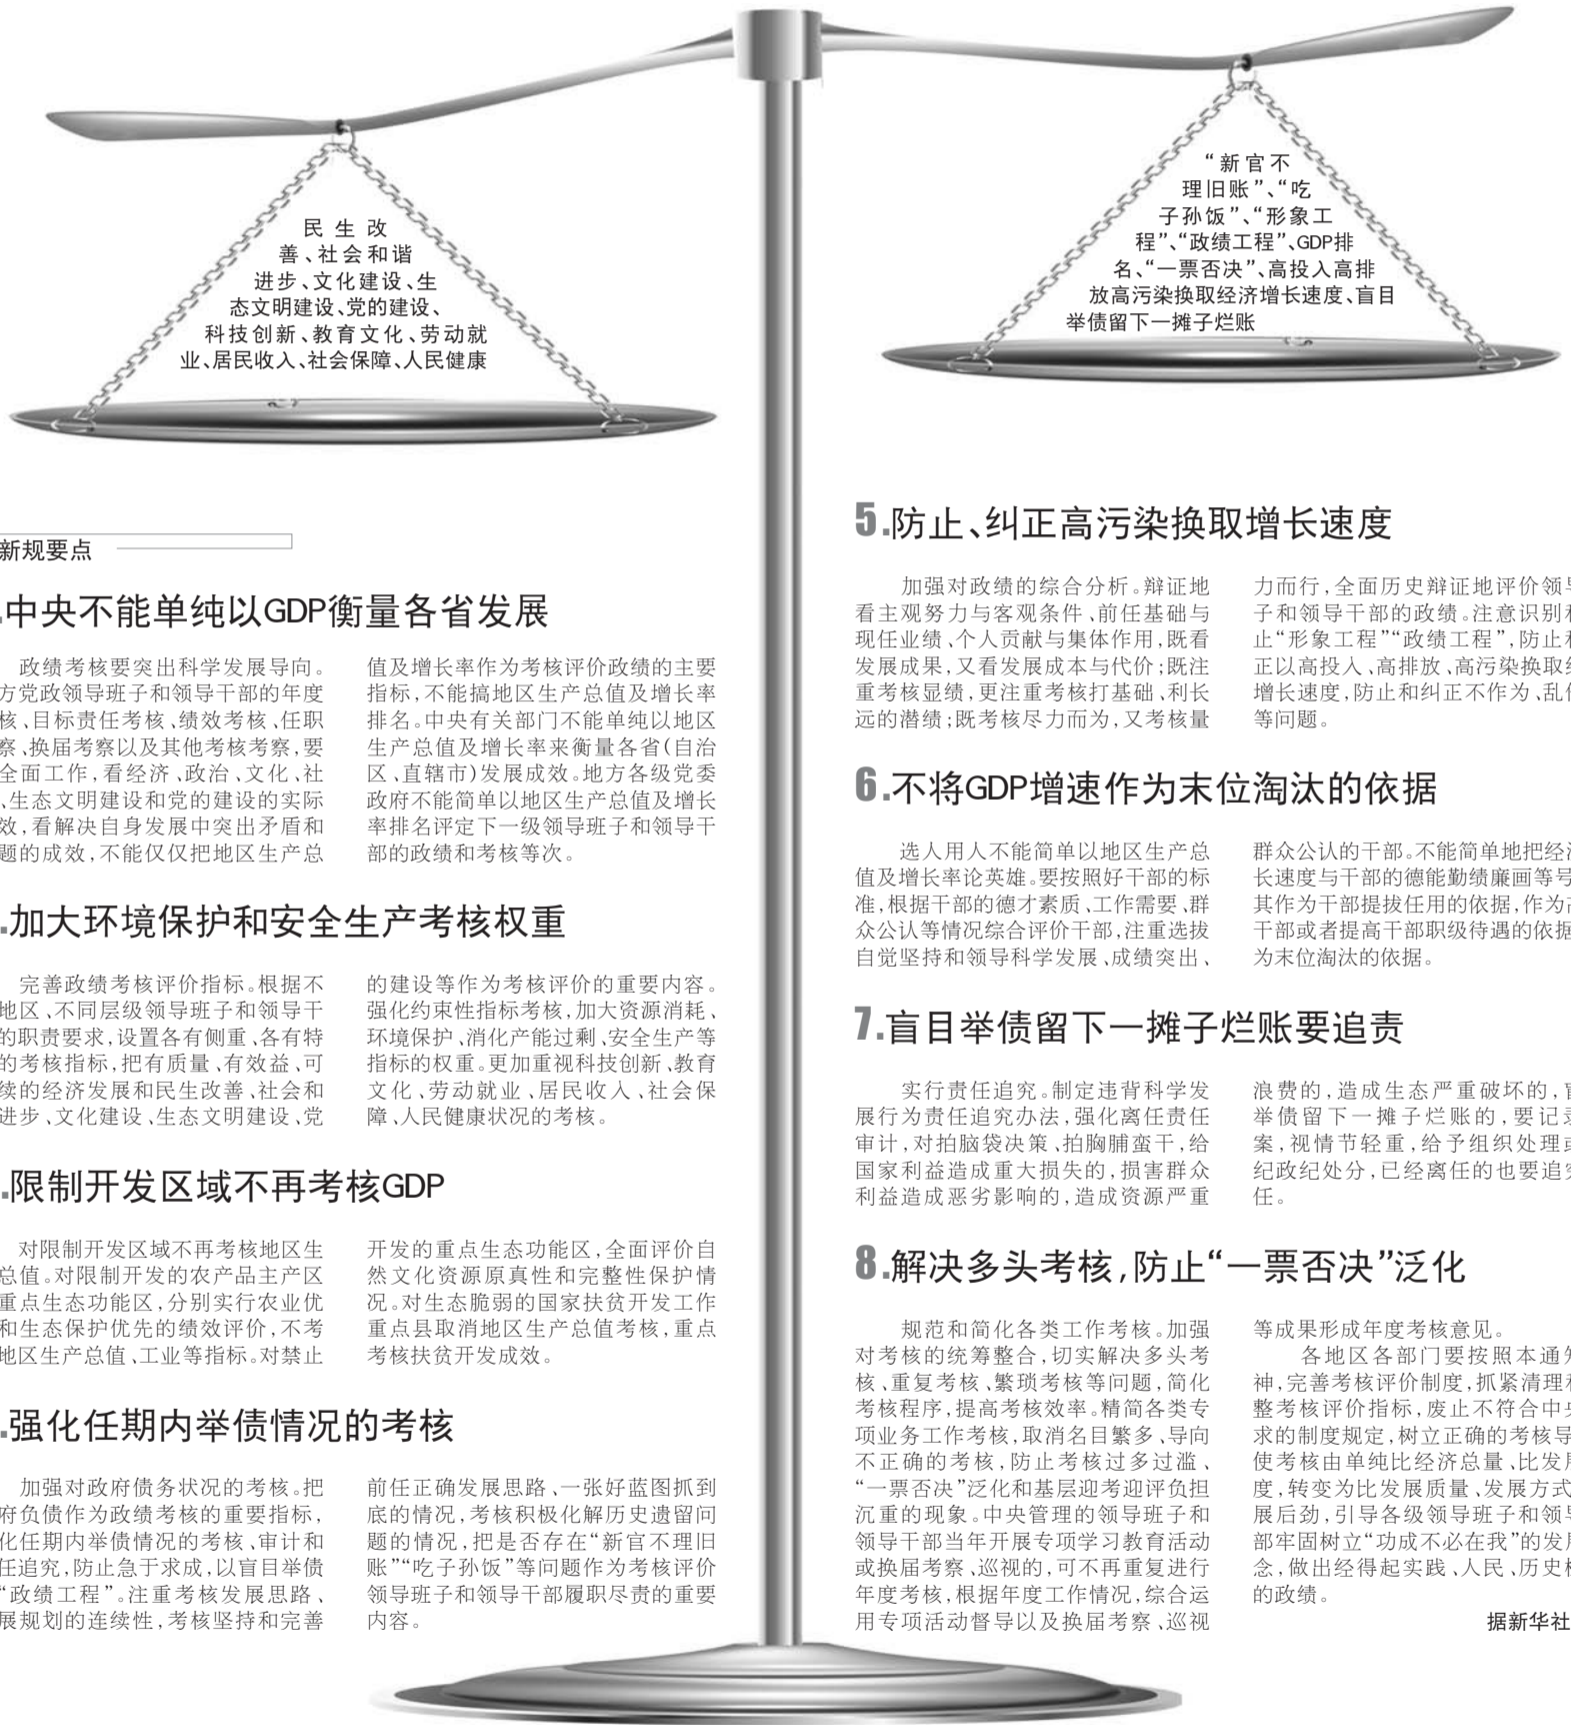 民生改
善、社会和谐
进步、文化建设、生
态文明建设、党的建设、
科技创新、教育文化、劳动就
业、居民收入、社会保障、人民健康
“新官不
理旧账”、“吃
子孙饭”、“形象工
程”、“政绩工程”、GDP排
名、“一票否决”、高投入高排
放高污染换取经济增长速度、盲目
举债留下一摊子烂账
新规要点
.中央不能单纯以GDP衡量各省发展
政绩考核要突出科学发展导向。
方党政领导班子和领导干部的年度
核、目标责任考核、绩效考核、任职
察、换届考察以及其他考核考察,要
全面工作,看经济、政治、文化、社
、生态文明建设和党的建设的实际
效,看解决自身发展中突出矛盾和
题的成效,不能仅仅把地区生产总
值及增长率作为考核评价政绩的主要
指标,不能搞地区生产总值及增长率
排名。中央有关部门不能单纯以地区
生产总值及增长率来衡量各省(自治
区、直辖市)发展成效。地方各级党委
政府不能简单以地区生产总值及增长
率排名评定下一级领导班子和领导干
部的政绩和考核等次。
.加大环境保护和安全生产考核权重
完善政绩考核评价指标。根据不
地区、不同层级领导班子和领导干
的职责要求,设置各有侧重、各有特
的考核指标,把有质量、有效益、可
续的经济发展和民生改善、社会和
进步、文化建设、生态文明建设、党
的建设等作为考核评价的重要内容。
强化约束性指标考核,加大资源消耗、
环境保护、消化产能过剩、安全生产等
指标的权重。更加重视科技创新、教育
文化、劳动就业、居民收入、社会保
障、人民健康状况的考核。
.限制开发区域不再考核GDP
对限制开发区域不再考核地区生
总值。对限制开发的农产品主产区
重点生态功能区,分别实行农业优
和生态保护优先的绩效评价,不考
地区生产总值、工业等指标。对禁止
开发的重点生态功能区,全面评价自
然文化资源原真性和完整性保护情
况。对生态脆弱的国家扶贫开发工作
重点县取消地区生产总值考核,重点
考核扶贫开发成效。
.强化任期内举债情况的考核
加强对政府债务状况的考核。把
府负债作为政绩考核的重要指标,
化任期内举债情况的考核、审计和
任追究,防止急于求成,以盲目举债
“政绩工程”。注重考核发展思路、
展规划的连续性,考核坚持和完善
前任正确发展思路、一张好蓝图抓到
底的情况,考核积极化解历史遗留问
题的情况,把是否存在“新官不理旧
账”“吃子孙饭”等问题作为考核评价
领导班子和领导干部履职尽责的重要
内容。
5.防止、纠正高污染换取增长速度
加强对政绩的综合分析。辩证地
看主观努力与客观条件、前任基础与
现任业绩、个人贡献与集体作用,既看
发展成果,又看发展成本与代价;既注
重考核显绩,更注重考核打基础、利长
远的潜绩;既考核尽力而为,又考核量
力而行,全面历史辩证地评价领导
子和领导干部的政绩。注意识别和
止“形象工程”“政绩工程”,防止和
正以高投入、高排放、高污染换取经
增长速度,防止和纠正不作为、乱作
等问题。
6.不将GDP增速作为末位淘汰的依据
选人用人不能简单以地区生产总
值及增长率论英雄。要按照好干部的标
准,根据干部的德才素质、工作需要、群
众公认等情况综合评价干部,注重选拔
自觉坚持和领导科学发展、成绩突出、
群众公认的干部。不能简单地把经济
长速度与干部的德能勤绩廉画等号
其作为干部提拔任用的依据,作为高
干部或者提高干部职级待遇的依据
为末位淘汰的依据。
7.盲目举债留下一摊子烂账要追责
实行责任追究。制定违背科学发
展行为责任追究办法,强化离任责任
审计,对拍脑袋决策、拍胸脯蛮干,给
国家利益造成重大损失的,损害群众
利益造成恶劣影响的,造成资源严重
浪费的,造成生态严重破坏的,盲
举债留下一摊子烂账的,要记录
案,视情节轻重,给予组织处理或
纪政纪处分,已经离任的也要追究
任。
8.解决多头考核,防止“一票否决”泛化
规范和简化各类工作考核。加强
对考核的统筹整合,切实解决多头考
核、重复考核、繁琐考核等问题,简化
考核程序,提高考核效率。精简各类专
项业务工作考核,取消名目繁多、导向
不正确的考核,防止考核过多过滥、
“一票否决”泛化和基层迎考迎评负担
沉重的现象。中央管理的领导班子和
领导干部当年开展专项学习教育活动
或换届考察、巡视的,可不再重复进行
年度考核,根据年度工作情况,综合运
用专项活动督导以及换届考察、巡视
等成果形成年度考核意见。
各地区各部门要按照本通知
神,完善考核评价制度,抓紧清理和
整考核评价指标,废止不符合中央
求的制度规定,树立正确的考核导
使考核由单纯比经济总量、比发展
度,转变为比发展质量、发展方式
展后劲,引导各级领导班子和领导
部牢固树立“功成不必在我”的发展
念,做出经得起实践、人民、历史检
的政绩。
据新华社